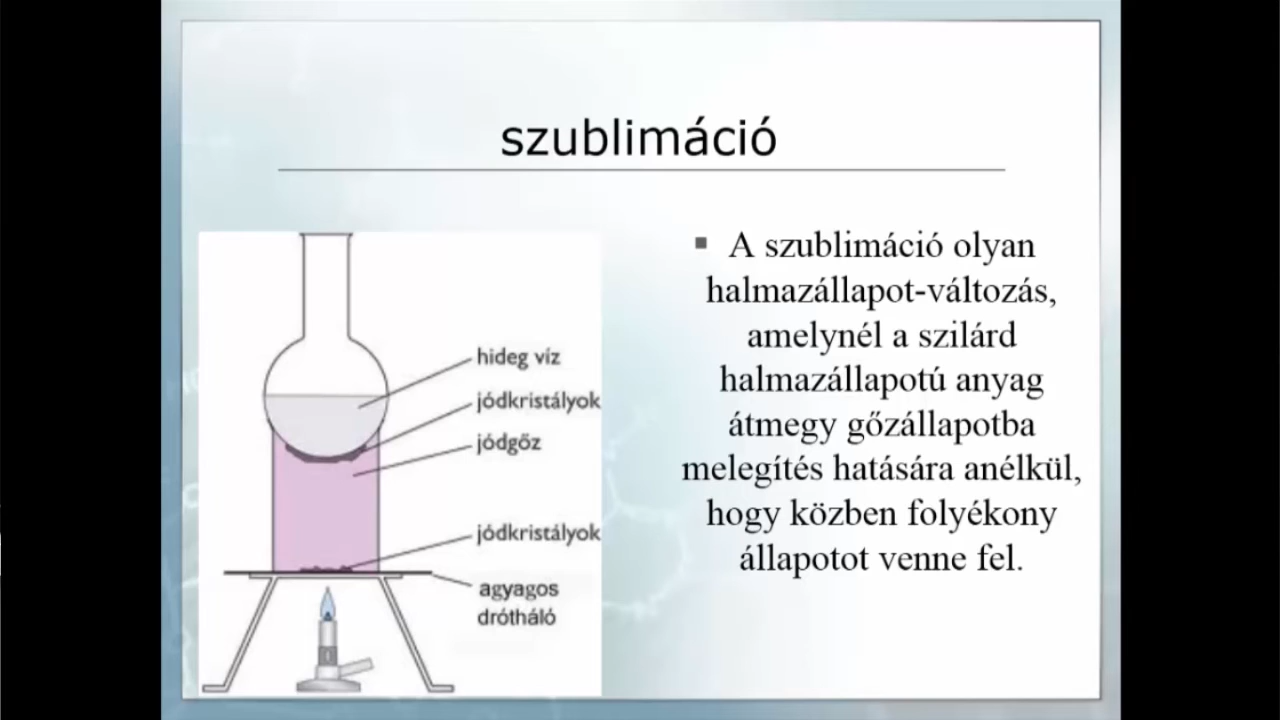 szublimáció
hideg víz
jódkristályok
jódgőz
jódkristályok
agyagos
drótháló
A szublimáció olyan
halmazállapot-változás,
amelynél a szilárd
halmazállapotú anyag
átmegy gőzállapotba
melegítés hatására anélkül,
hogy közben folyékony
állapotot venne fel.